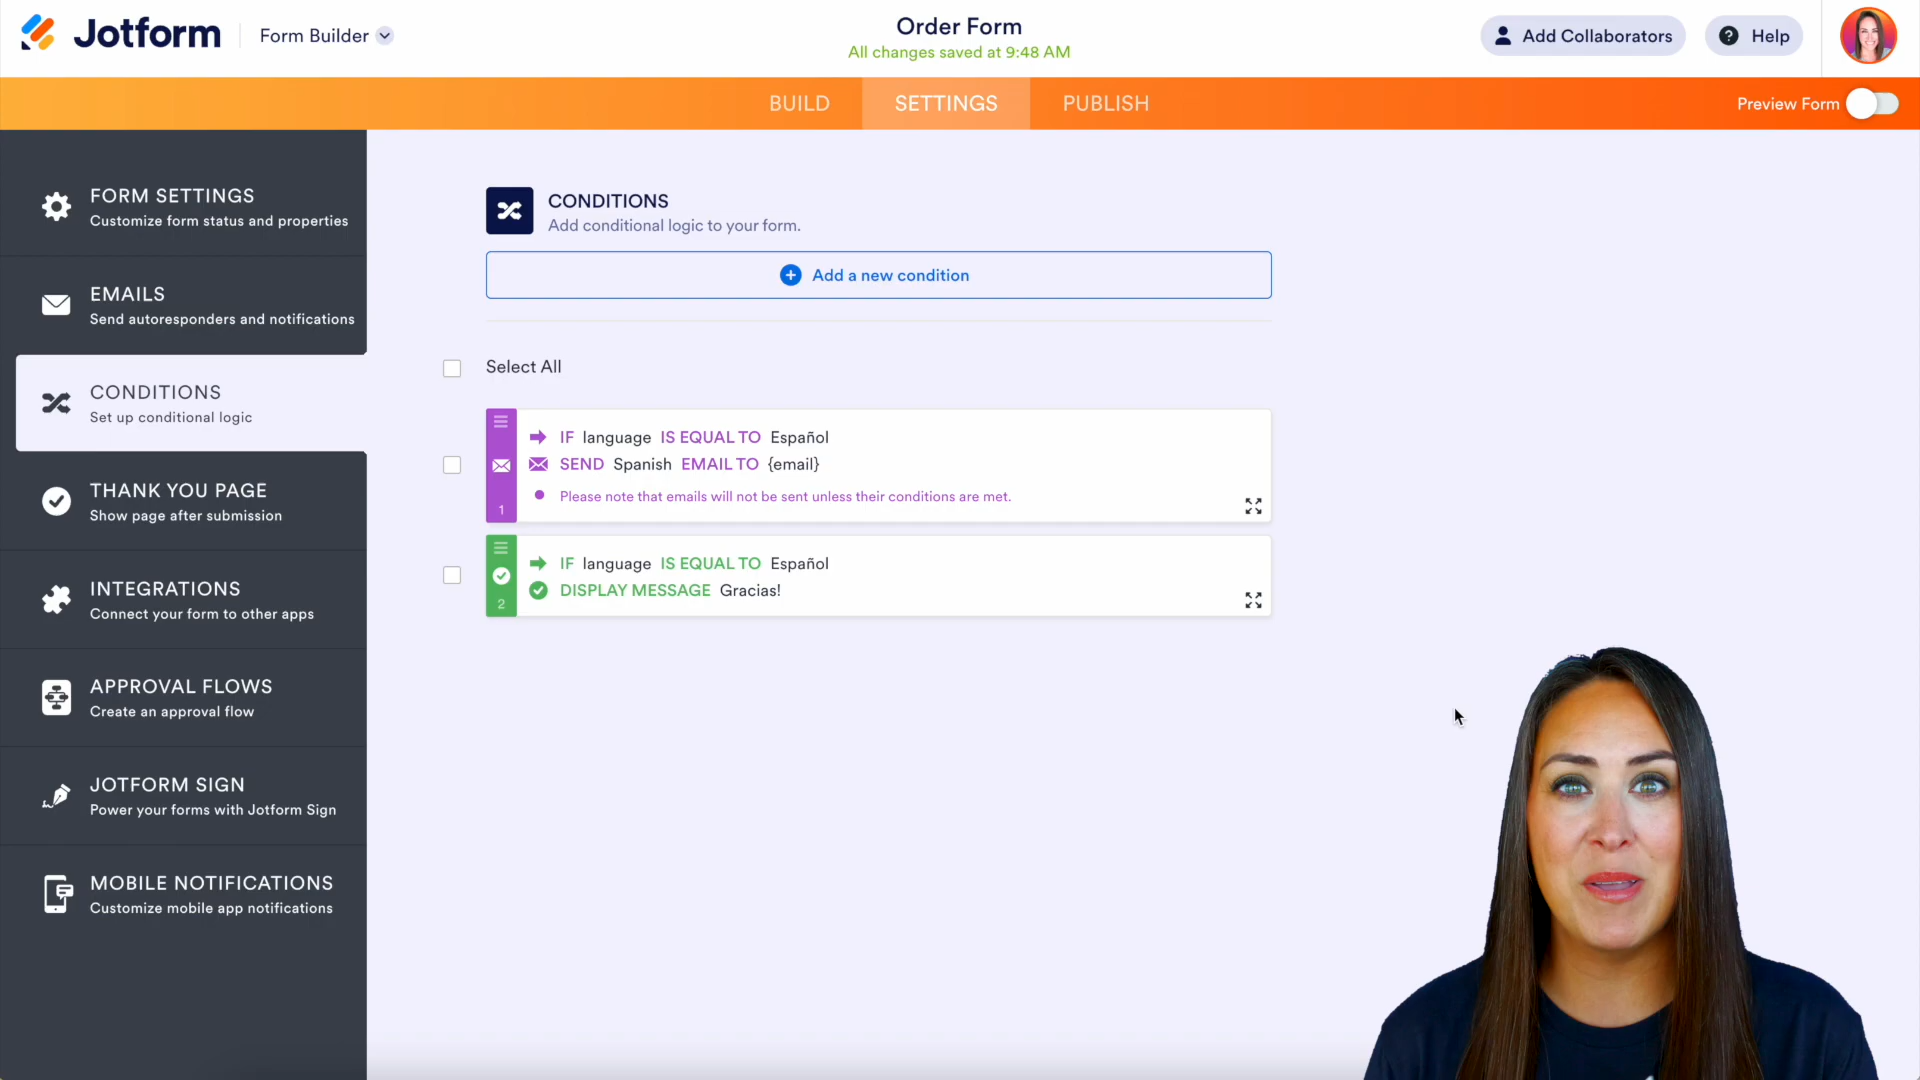 Jotform
Form Builder
Order Form
All changes saved at 9:48 AM
Add Collaborators
Help
BUILD
SETTINGS
PUBLISH
Preview Form
FORM SETTINGS
Customize form status and properties
EMAILS
Send autoresponders and notifications
CONDITIONS
Set up conditional logic
THANK YOU PAGE
Show page after submission
INTEGRATIONS
Connect your form to other apps
APPROVAL FLOWS
Create an approval flow
JOTFORM SIGN
Power your forms with Jotform Sign
MOBILE NOTIFICATIONS
Customize mobile app notifications
CONDITIONS
Add conditional logic to your form.
Add a new condition
Select All
IF language IS EQUAL TO Español
SEND Spanish EMAIL TO {email}
Please note that emails will not be sent unless their conditions are met.
1
IF language IS EQUAL TO Español
DISPLAY MESSAGE Gracias!
2